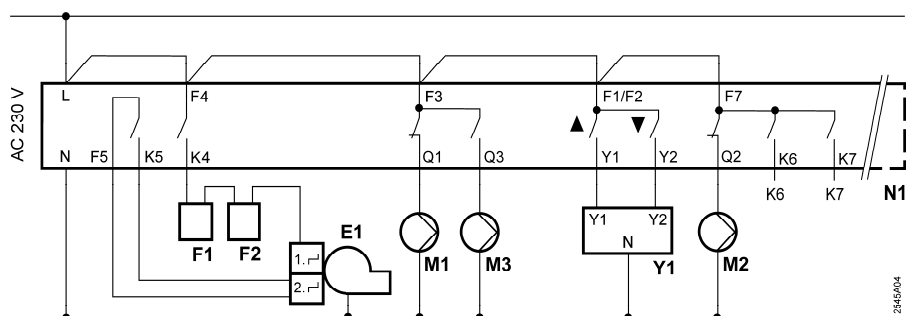 AC 230 V
L F4 F3 F1/F2 F7
N F5 K5 K4 Q1 Q3 Y1 Y2 Q2 K6 K7
K6 K7 N1
F1 F2 E1 M1 M3 Y1 Y2 M2
1. N
2. Y1
2545A04